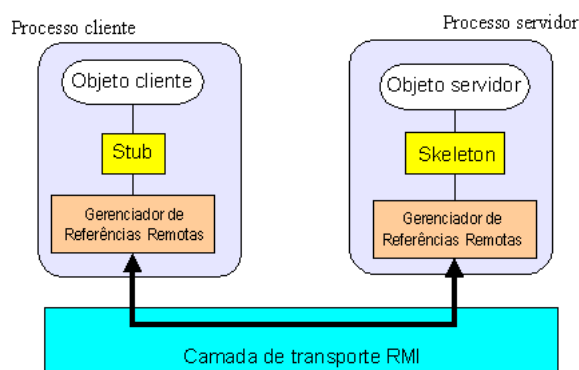 Processo cliente
Processo servidor
Objeto cliente
Objeto servidor
Stub
Skeleton
Gerenciador de
Referências Remotas
Gerenciador de
Referências Remotas
Camada de transporte RMI